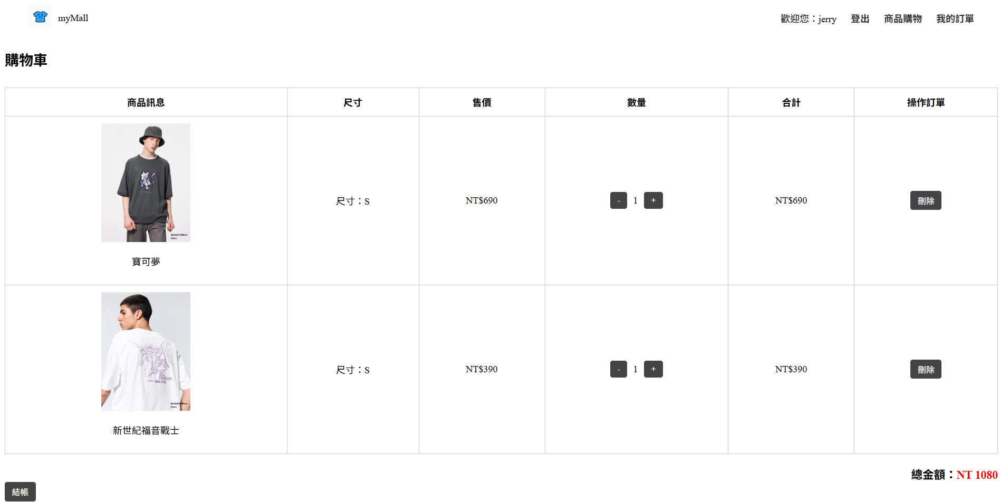 myMall
歡迎您：jerry 登出 商品購物 我的訂單
購物車
商品訊息 尺寸 售價 數量 合計 操作訂單
尺寸：S NT$690 - 1 + NT$690 刪除
寶可夢
EVANGELION
尺寸：S NT$390 - 1 + NT$390 刪除
新世紀福音戰士
總金額：NT 1080
結帳